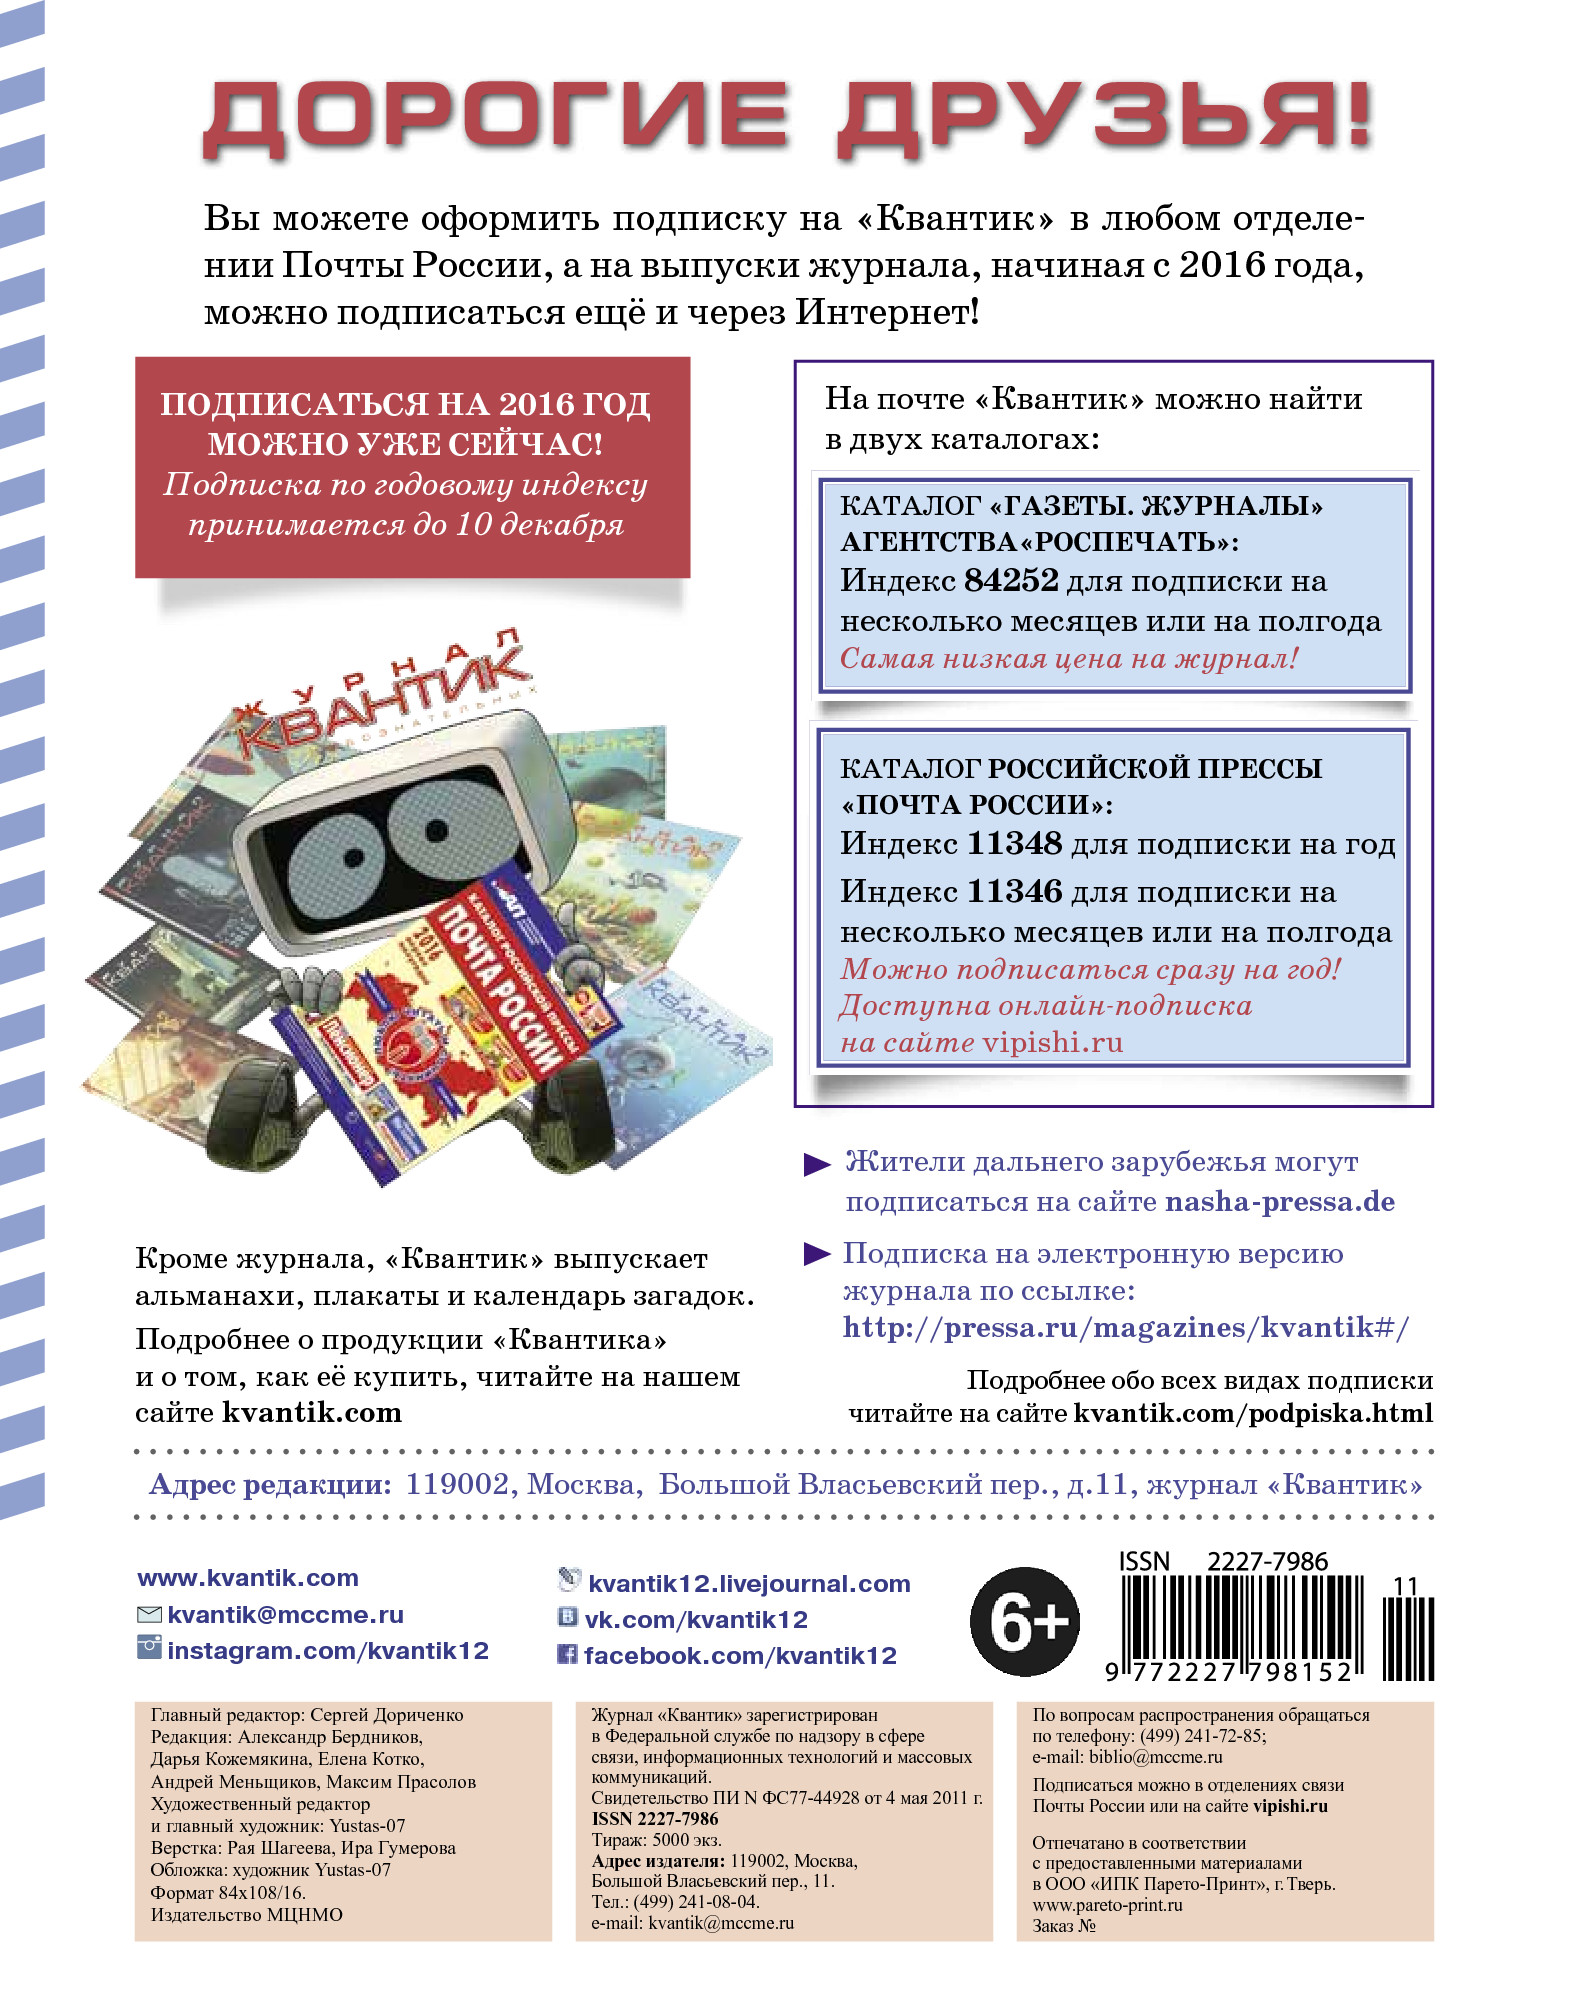 ДОРОГИЕ ДРУЗЬЯ!
Вы можете оформить подписку на «Квантик» в любом отделе-
нии Почты России, а на выпуски журнала, начиная с 2016 года,
можно подписаться ещё и через Интернет!
ПОДПИСАТЬСЯ НА 2016 ГОД
МОЖНО УЖЕ СЕЙЧАС!
Подписка по годовому индексу
принимается до 10 декабря
ЖУРНАЛ
КВАНТИК
КАТАЛОГ РОССИЙСКОЙ ПРЕССЫ
ПОЧТА РОССИИ
2016
КВАНТИК
КВАНТИК
На почте «Квантик» можно найти
в двух каталогах:
КАТАЛОГ «ГАЗЕТЫ. ЖУРНАЛЫ»
АГЕНТСТВА«РОСПЕЧАТЬ»:
Индекс 84252 для подписки на
несколько месяцев или на полгода
Самая низкая цена на журнал!
КАТАЛОГ РОССИЙСКОЙ ПРЕССЫ
«ПОЧТА РОССИИ»:
Индекс 11348 для подписки на год
Индекс 11346 для подписки на
несколько месяцев или на полгода
Можно подписаться сразу на год!
Доступна онлайн-подписка
на сайте vipishi.ru
Жители дальнего зарубежья могут
подписаться на сайте nasha-pressa.de
Подписка на электронную версию
журнала по ссылке:
http://pressa.ru/magazines/kvantik#/
Подробнее обо всех видах подписки
читайте на сайте kvantik.com/podpiska.html
Кроме журнала, «Квантик» выпускает
альманахи, плакаты и календарь загадок.
Подробнее о продукции «Квантика»
и о том, как её купить, читайте на нашем
сайте kvantik.com
Адрес редакции: 119002, Москва, Большой Власьевский пер., д.11, журнал «Квантик»
www.kvantik.com
kvantik@mccme.ru
instagram.com/kvantik12
kvantik12.livejournal.com
vk.com/kvantik12
facebook.com/kvantik12
6+
ISSN 2227-7986
11
9 772227 798152
Главный редактор: Сергей Дориченко
Редакция: Александр Бердников,
Дарья Кожемякина, Елена Котко,
Андрей Меньщиков, Максим Прасолов
Художественный редактор
и главный художник: Yustas-07
Верстка: Рая Шагеева, Ира Гумерова
Обложка: художник Yustas-07
Формат 84х108/16.
Издательство МЦНМО
Журнал «Квантик» зарегистрирован
в Федеральной службе по надзору в сфере
связи, информационных технологий и массовых
коммуникаций.
Свидетельство ПИ N ФС77-44928 от 4 мая 2011 г.
ISSN 2227-7986
Тираж: 5000 экз.
Адрес издателя: 119002, Москва,
Большой Власьевский пер., 11.
Тел.: (499) 241-08-04.
e-mail: kvantik@mccme.ru
По вопросам распространения обращаться
по телефону: (499) 241-72-85;
e-mail: biblio@mccme.ru
Подписаться можно в отделениях связи
Почты России или на сайте vipishi.ru
Отпечатано в соответствии
с предоставленными материалами
в ООО «ИПК Парето-Принт», г. Тверь.
www.pareto-print.ru
Заказ №